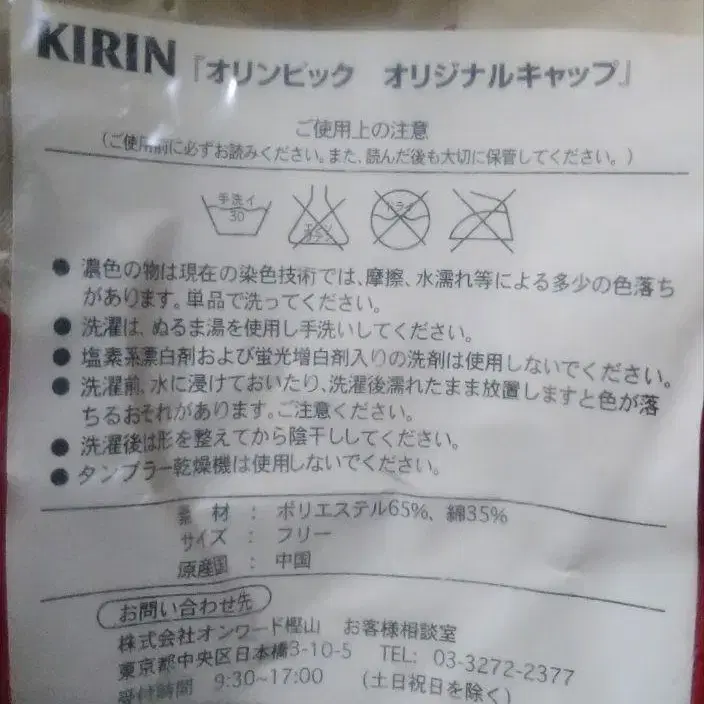 KIRIN『オリンピック オリジナルキャップ』
ご使用上の注意
(ご使用前に必ずお読みください。また、読んだ後も大切に保管してください。)
手洗イ
30
エンソ
サラシ
ドライ
● 濃色の物は現在の染色技術では、摩擦、水濡れ等による多少の色落ち
があります。単品で洗ってください。
● 洗濯は、ぬるま湯を使用し手洗いしてください。
● 塩素系漂白剤および蛍光増白剤入りの洗剤は使用しないでください。
● 洗濯前、水に浸けておいたり、洗濯後濡れたまま放置しますと色が落
ちるおそれがあります。ご注意ください。
● 洗濯後は形を整えてから陰干ししてください。
● タンブラー乾燥機は使用しないでください。
素 材 : ポリエステル65%、綿35%
サイズ : フリー
原産国 : 中国
お問い合わせ先
株式会社オンワード樫山 お客様相談室
東京都中央区日本橋3-10-5 TEL: 03-3272-2377
受付時間 9:30~17:00 (土日祝日を除く)